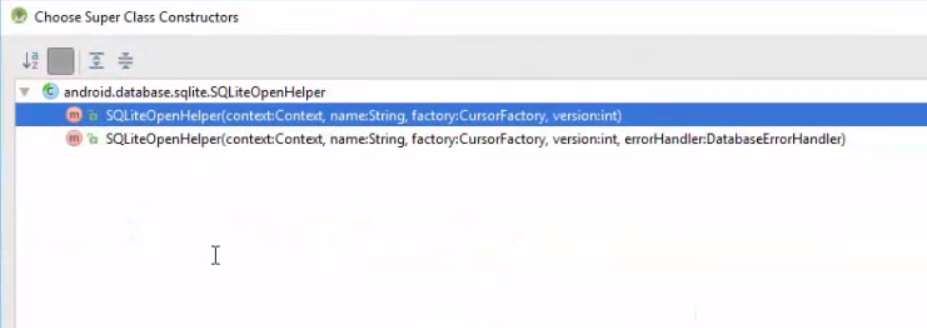 Choose Super Class Constructors
android.database.sqlite.SQLiteOpenHelper
SQLiteOpenHelper(context:Context, name:String, factory:CursorFactory, version:int)
SQLiteOpenHelper(context:Context, name:String, factory:CursorFactory, version:int, errorHandler:DatabaseErrorHandler)